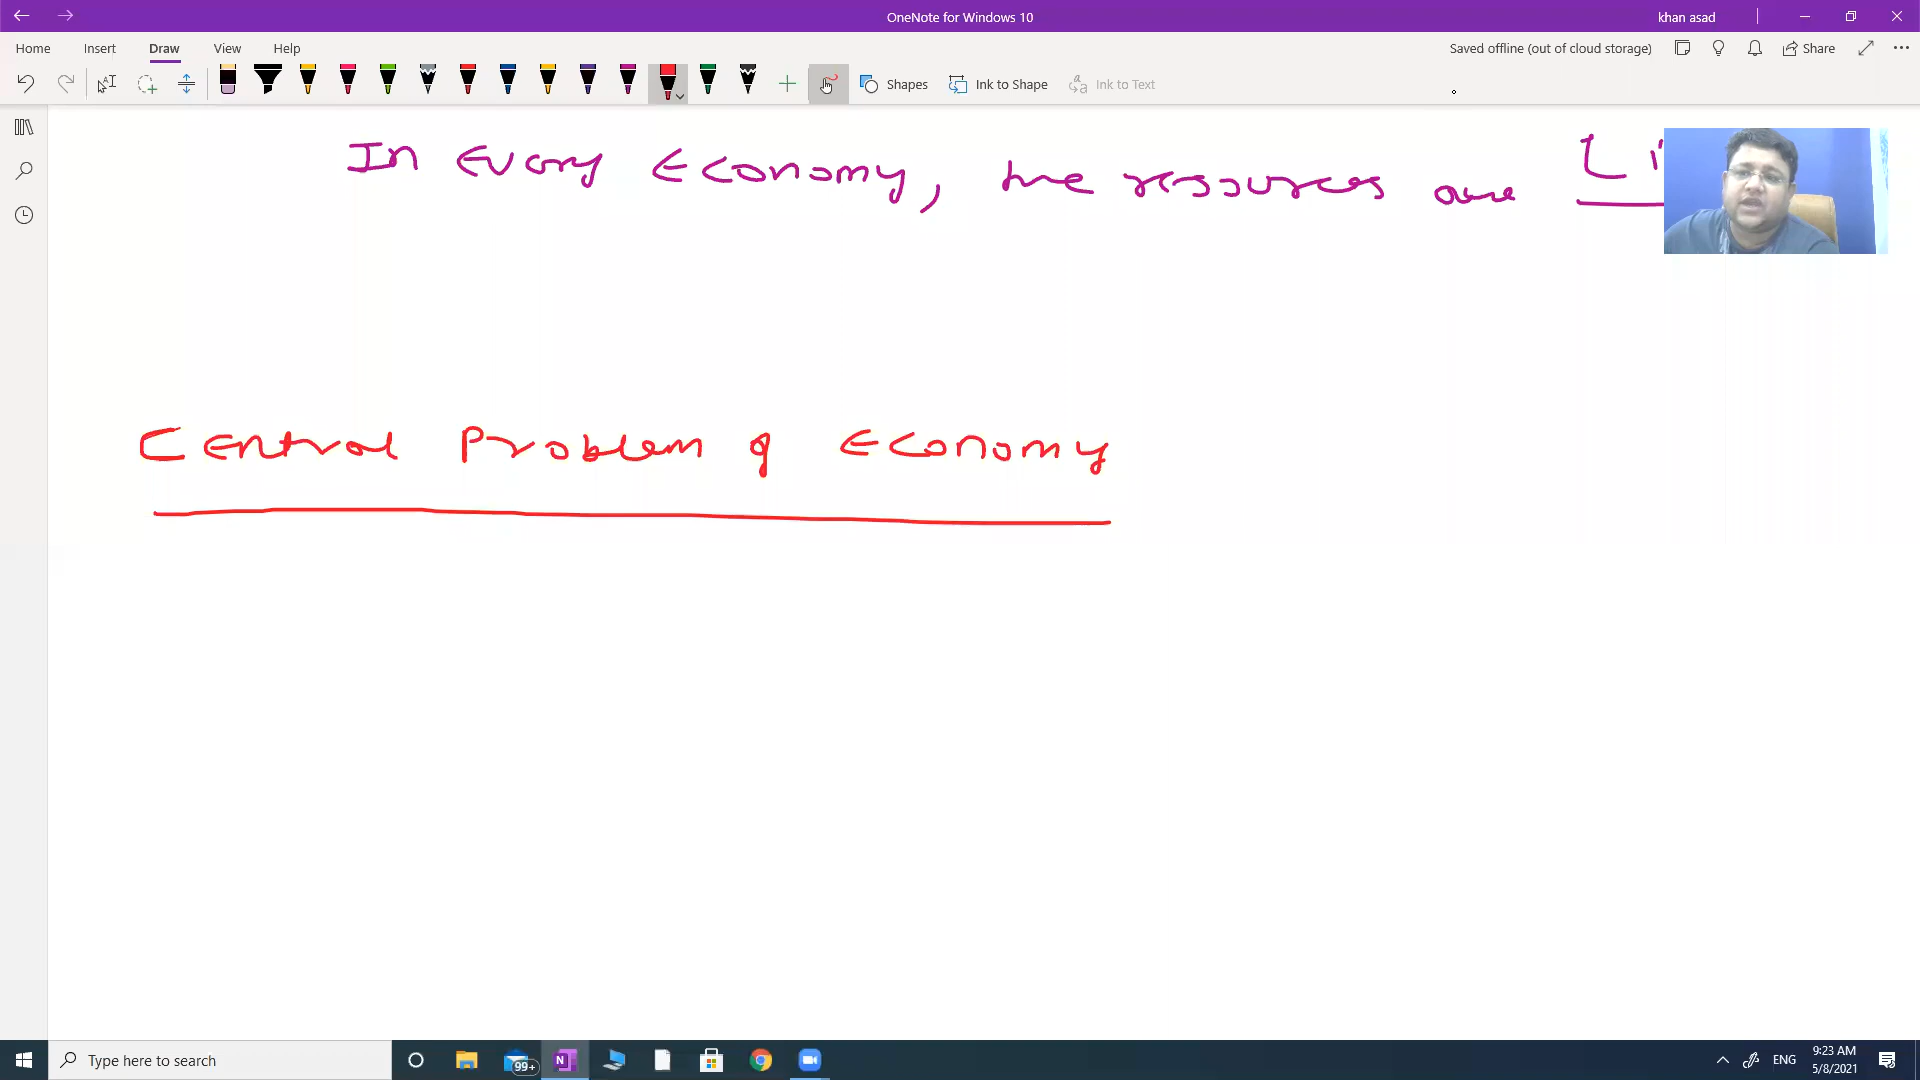 OneNote for Windows 10
khan asad
Home Insert Draw View Help
Saved offline (out of cloud storage)
Share
Shapes
Ink to Shape
Ink to Text
In Every Economy, the resources are Li
Central Problem of Economy
Type here to search
99+
N
ENG
9:23 AM
5/8/2021